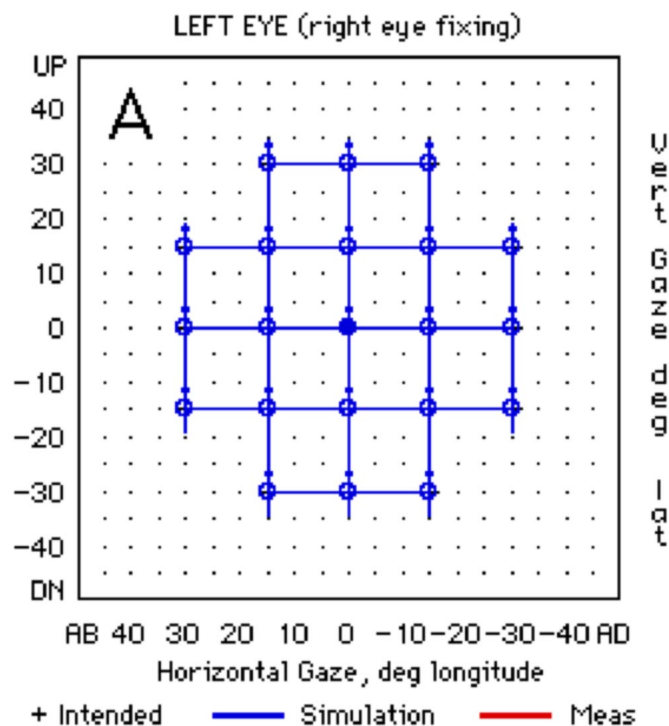 LEFT EYE (right eye fixing)
UP
A
40
30
20
10
0
-10
-20
-30
-40
DN
Vert Gaze deg lat
AB 40 30 20 10 0 -10 -20 -30 -40 AD
Horizontal Gaze, deg longitude
+ Intended Simulation Meas